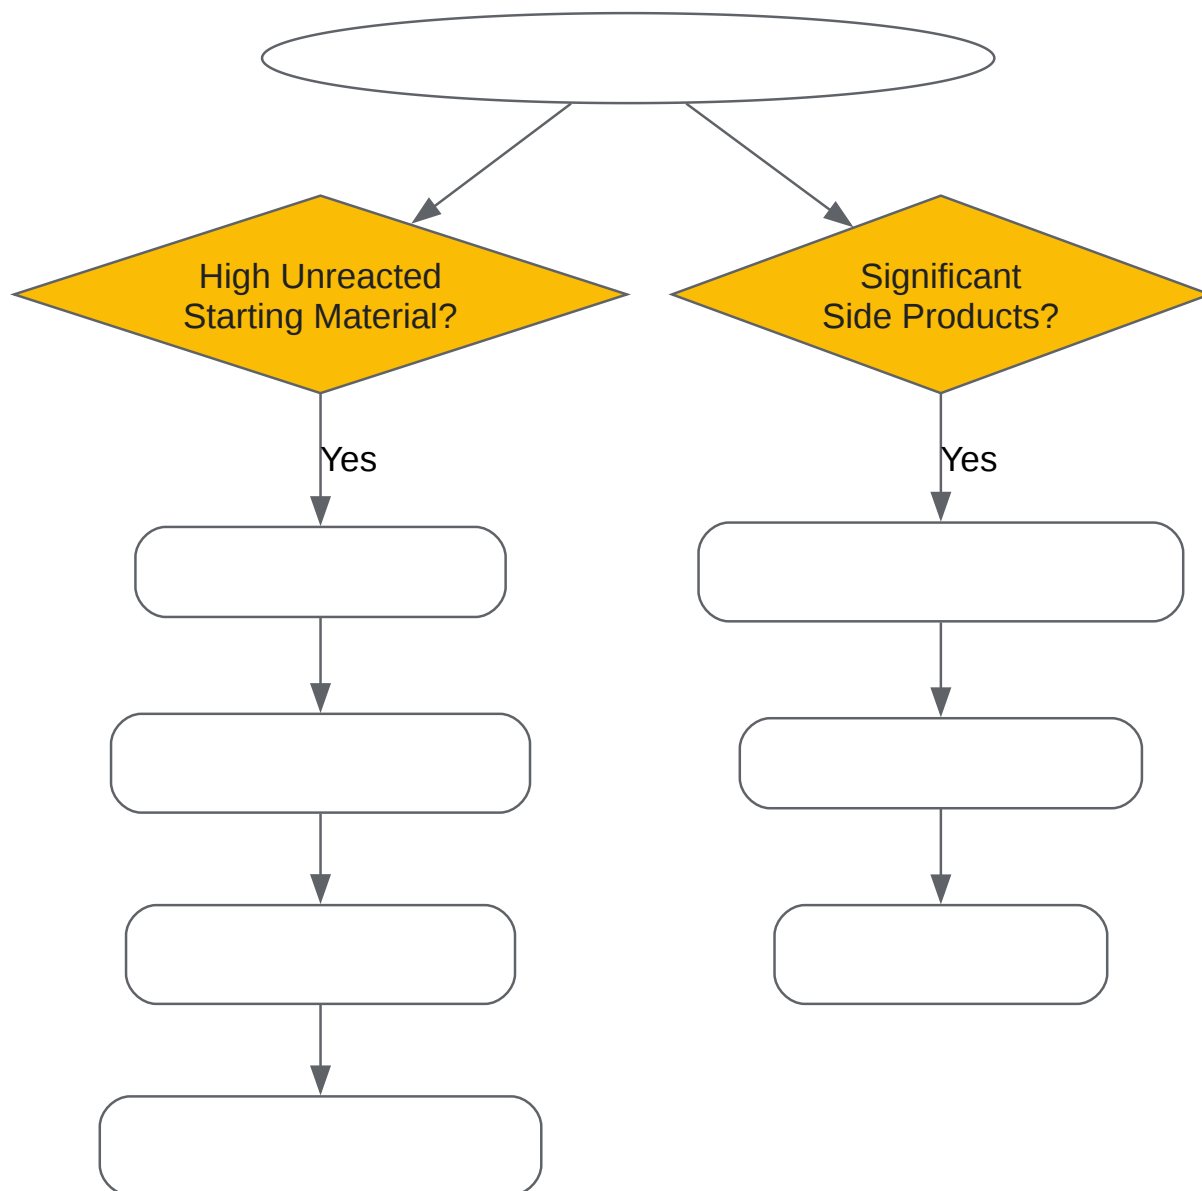 High Unreacted
Starting Material?
Significant
Side Products?
Yes
Yes